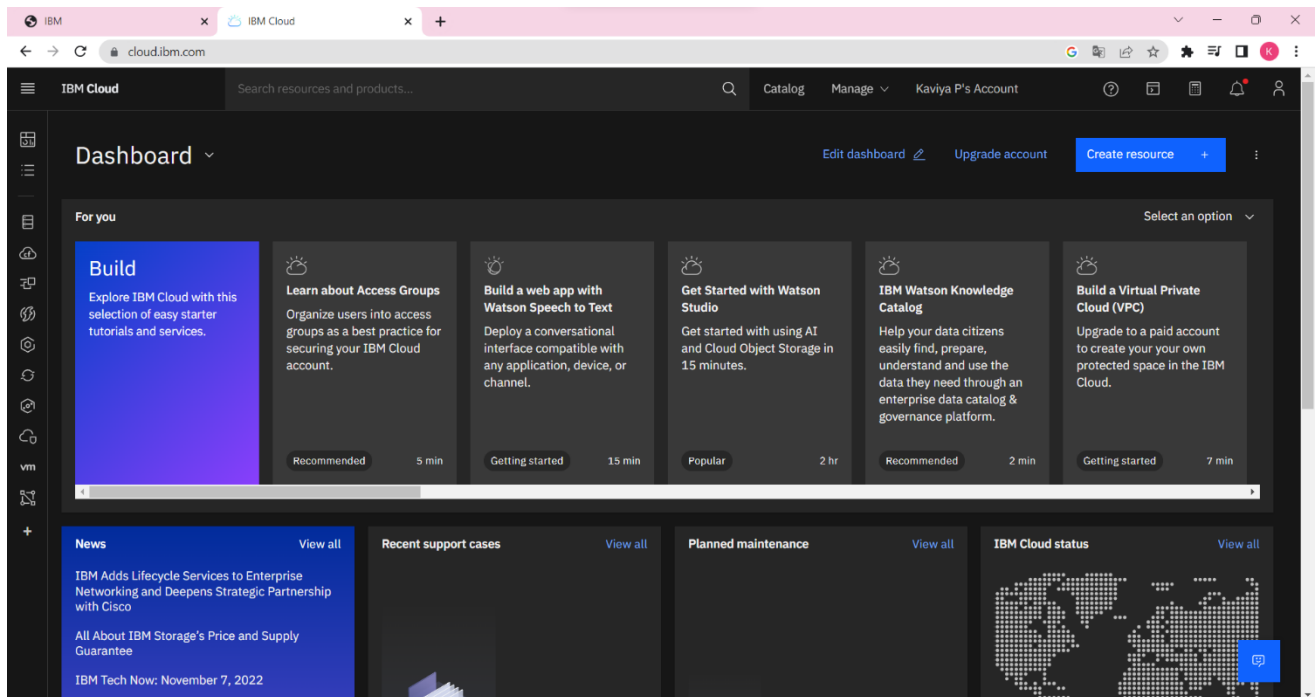 IBM
IBM Cloud
cloud.ibm.com
K
IBM Cloud
Search resources and products...
Catalog
Manage
Kaviya P's Account
Dashboard
Edit dashboard
Upgrade account
Create resource +
For you
Select an option
Build
Explore IBM Cloud with this
selection of easy starter
tutorials and services.
Learn about Access Groups
Organize users into access
groups as a best practice for
securing your IBM Cloud
account.
Recommended
5 min
Build a web app with
Watson Speech to Text
Deploy a conversational
interface compatible with
any application, device, or
channel.
Getting started
15 min
Get Started with Watson
Studio
Get started with using AI
and Cloud Object Storage in
15 minutes.
Popular
2 hr
IBM Watson Knowledge
Catalog
Help your data citizens
easily find, prepare,
understand and use the
data they need through an
enterprise data catalog &
governance platform.
Recommended
2 min
Build a Virtual Private
Cloud (VPC)
Upgrade to a paid account
to create your your own
protected space in the IBM
Cloud.
Getting started
7 min
vm
News
View all
IBM Adds Lifecycle Services to Enterprise
Networking and Deepens Strategic Partnership
with Cisco
All About IBM Storage's Price and Supply
Guarantee
IBM Tech Now: November 7, 2022
Recent support cases
View all
Planned maintenance
View all
IBM Cloud status
View all